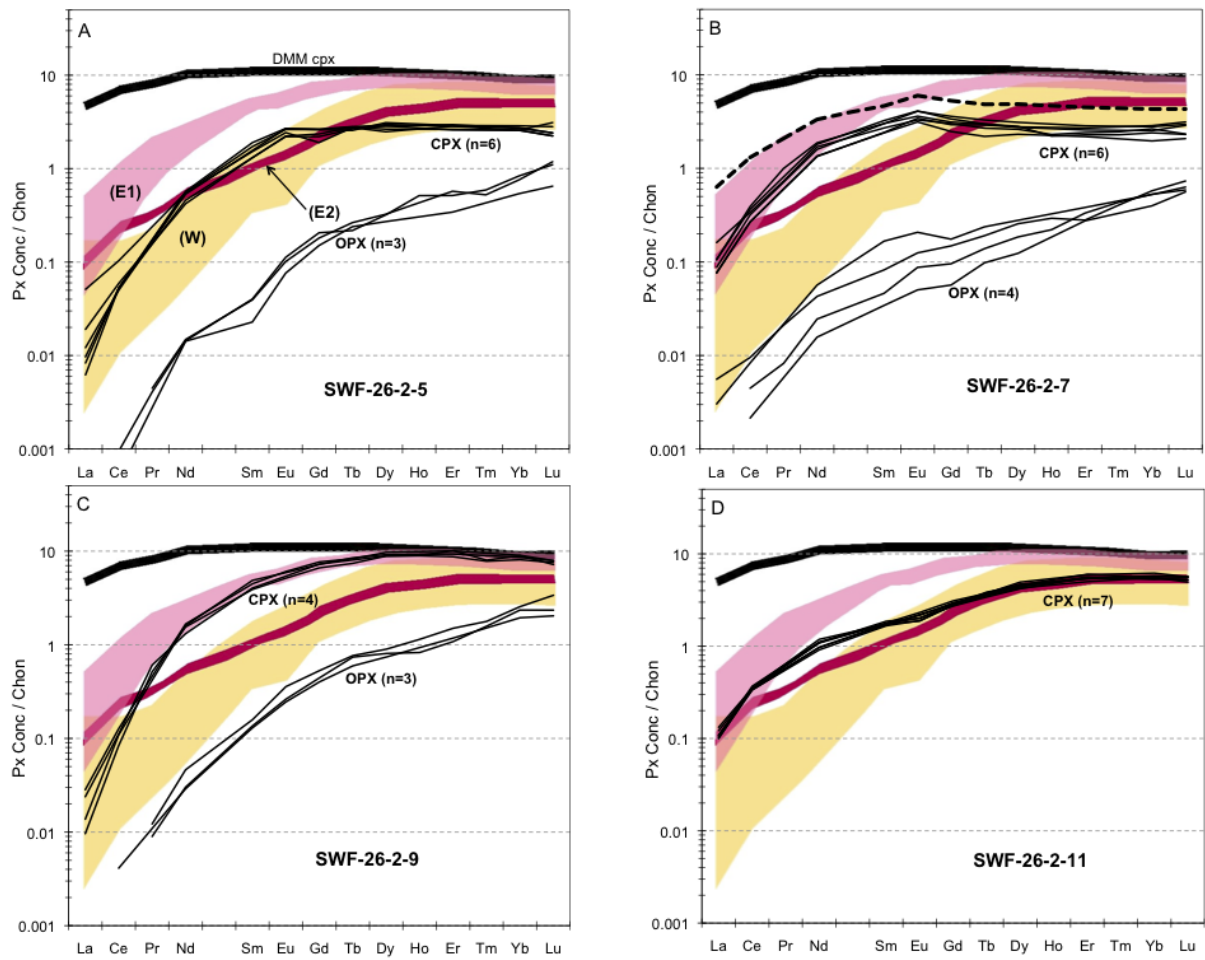 A
DMM cpx
(E1)
CPX (n=6)
(E2)
(W)
OPX (n=3)
SWF-26-2-5
Px Conc / Chon
10
1
0.1
0.01
0.001
La Ce Pr Nd Sm Eu Gd Tb Dy Ho Er Tm Yb Lu
B
CPX (n=6)
OPX (n=4)
SWF-26-2-7
Px Conc / Chon
10
1
0.1
0.01
0.001
La Ce Pr Nd Sm Eu Gd Tb Dy Ho Er Tm Yb Lu
C
CPX (n=4)
OPX (n=3)
SWF-26-2-9
Px Conc / Chon
10
1
0.1
0.01
0.001
La Ce Pr Nd Sm Eu Gd Tb Dy Ho Er Tm Yb Lu
D
CPX (n=7)
SWF-26-2-11
Px Conc / Chon
10
1
0.1
0.01
0.001
La Ce Pr Nd Sm Eu Gd Tb Dy Ho Er Tm Yb Lu